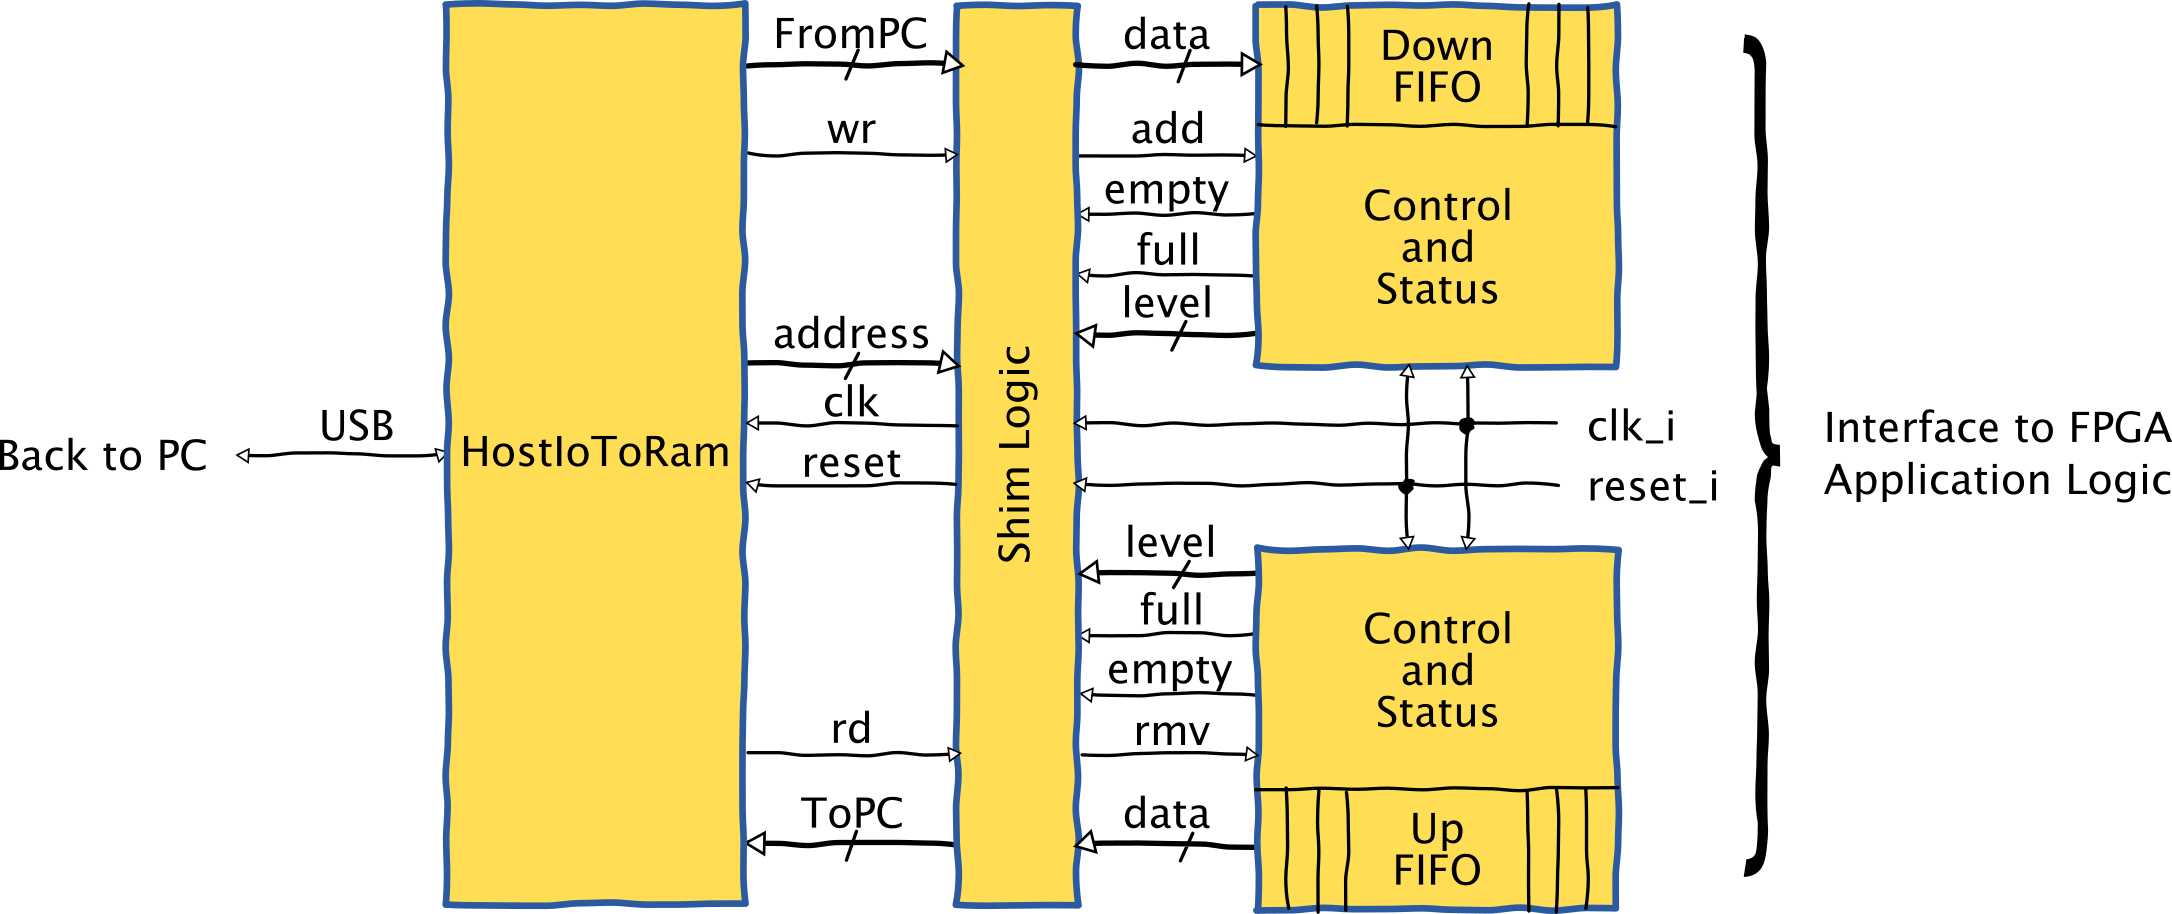 FromPC
data
Down
FIFO
wr
add
empty
Control
and
Status
full
level
address
clk
clk_i
USB
Back to PC
HostIoToRam
Shim Logic
reset
reset_i
Interface to FPGA
Application Logic
level
full
empty
Control
and
Status
rd
rmv
ToPC
data
Up
FIFO